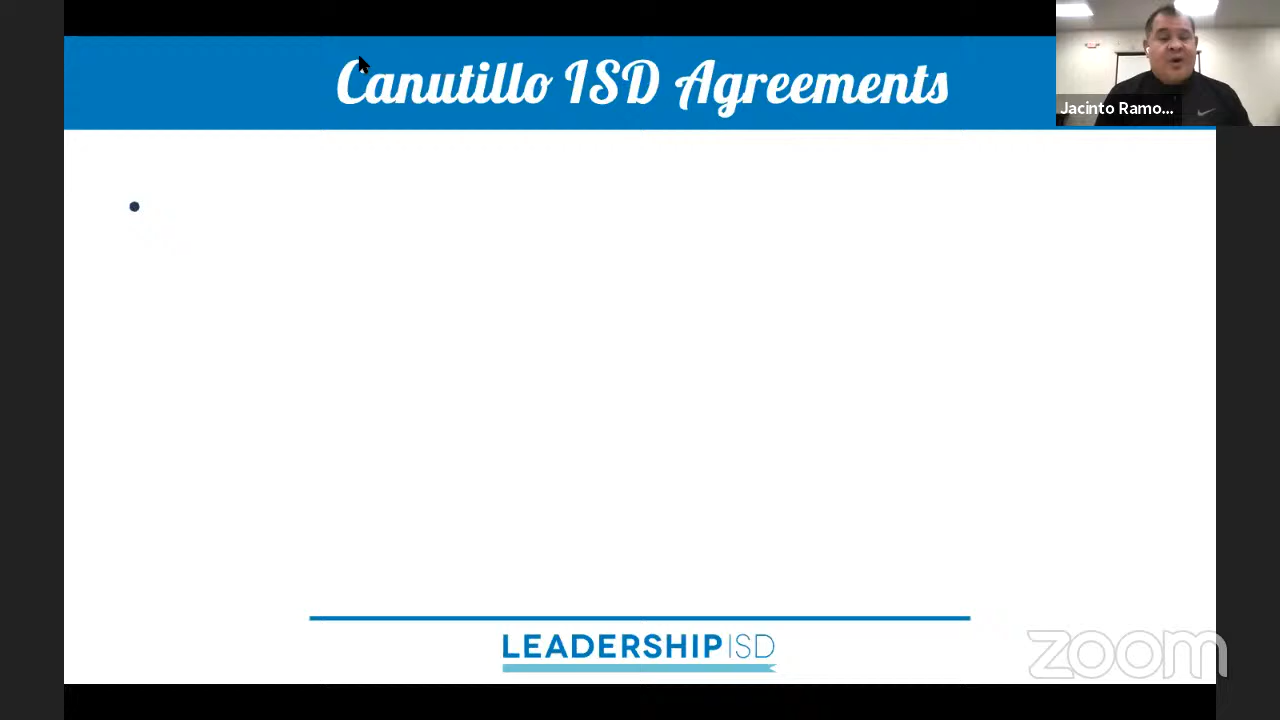 Canutillo ISD Agreements
Jacinto Ramo...
•
LEADERSHIP ISD
zoom